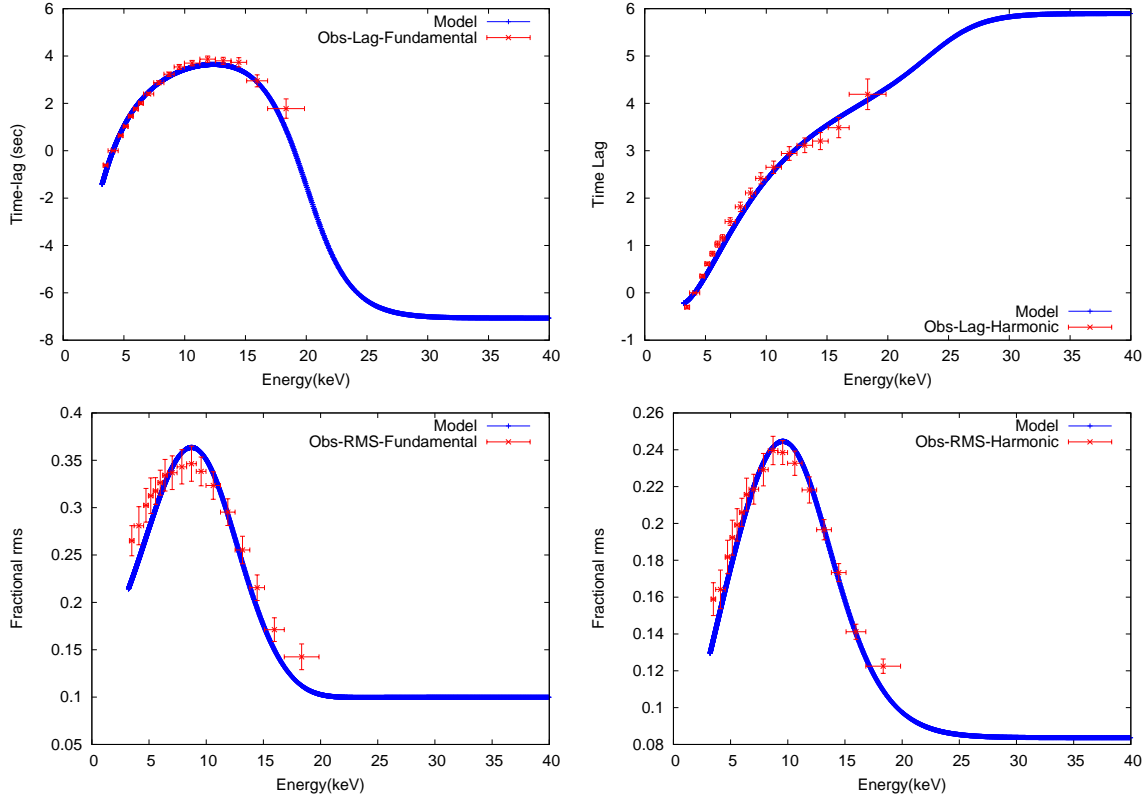 6
4
2
0
-2
-4
-6
-8
Time-lag (sec)
Model
Obs-Lag-Fundamental
0 5 10 15 20 25 30 35 40
Energy(keV)
6
5
4
3
2
1
0
-1
Time Lag
Model
Obs-Lag-Harmonic
0 5 10 15 20 25 30 35 40
Energy(keV)
0.4
0.35
0.3
0.25
0.2
0.15
0.1
0.05
Fractional rms
Model
Obs-RMS-Fundamental
0 5 10 15 20 25 30 35 40
Energy(keV)
0.26
0.24
0.22
0.2
0.18
0.16
0.14
0.12
0.1
0.08
Fractional rms
Model
Obs-RMS-Harmonic
0 5 10 15 20 25 30 35 40
Energy(keV)